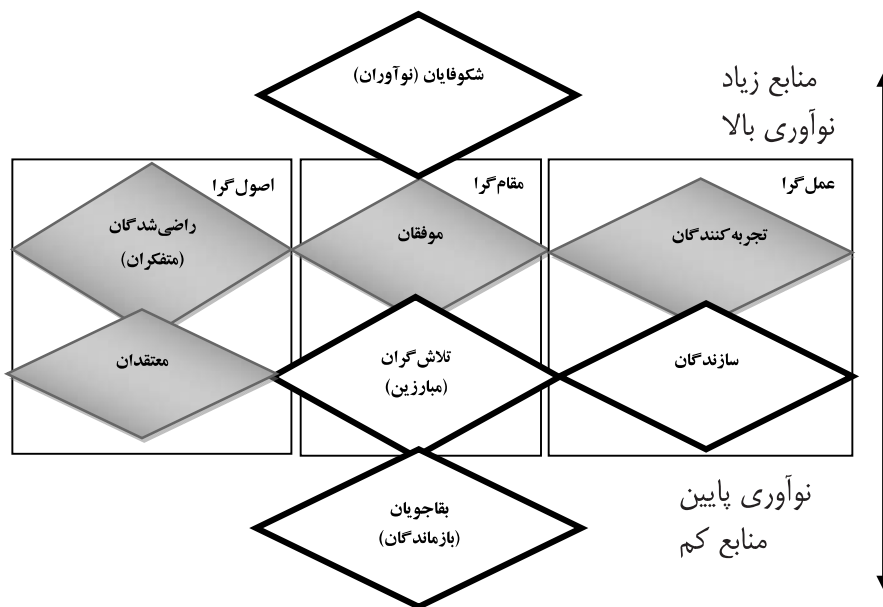 شکوفایان (نوآوران)
منابع زیاد
نوآوری بالا
عمل‌گرا
مقام‌گرا
اصول‌گرا
تجربه‌کنندگان
موفقان
راضی‌شدگان
(متفکران)
سازندگان
تلاش‌گران
(مبارزین)
معتقدان
نوآوری پایین
منابع کم
بقاجویان
(بازماندگان)